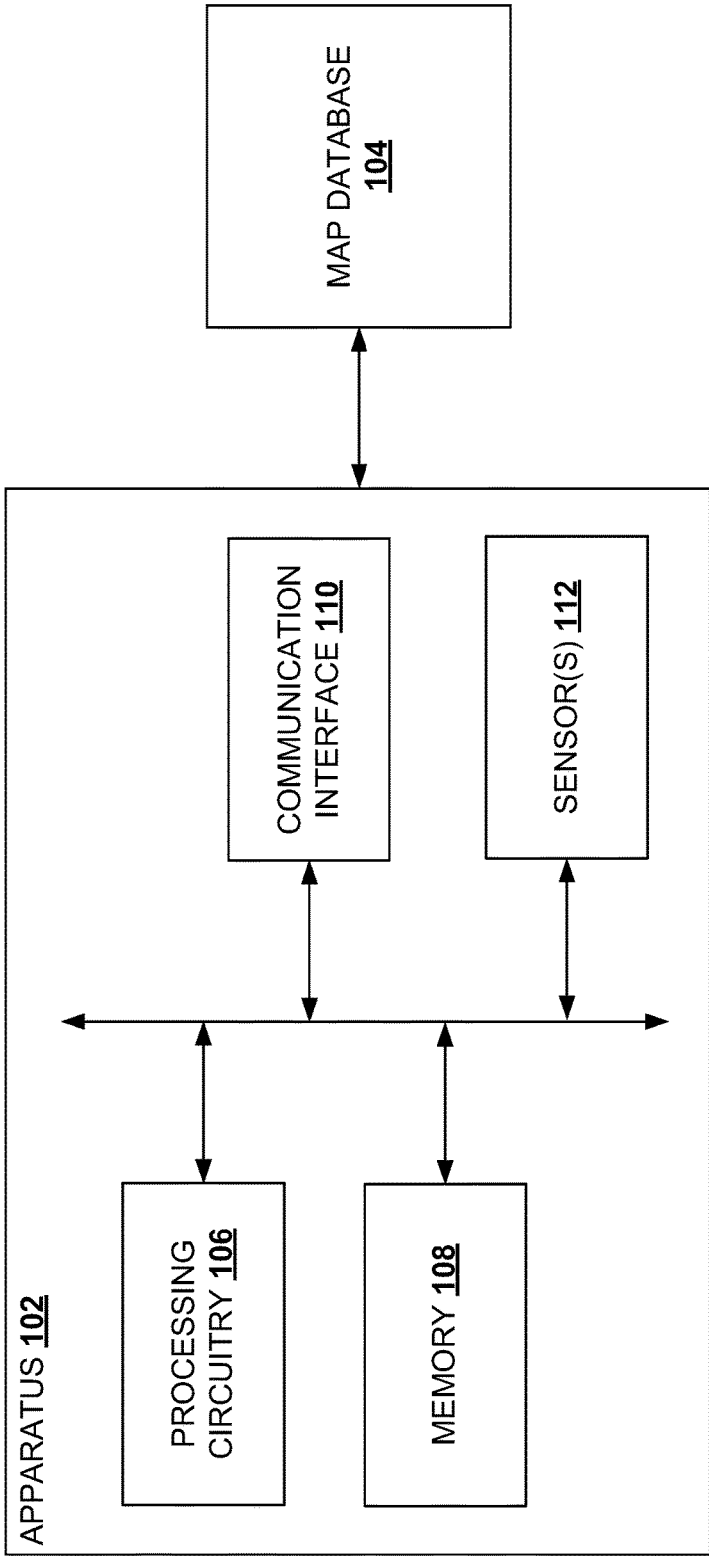 APPARATUS 102
PROCESSING
CIRCUITRY 106
COMMUNICATION
INTERFACE 110
MEMORY 108
SENSOR(S) 112
MAP DATABASE
104